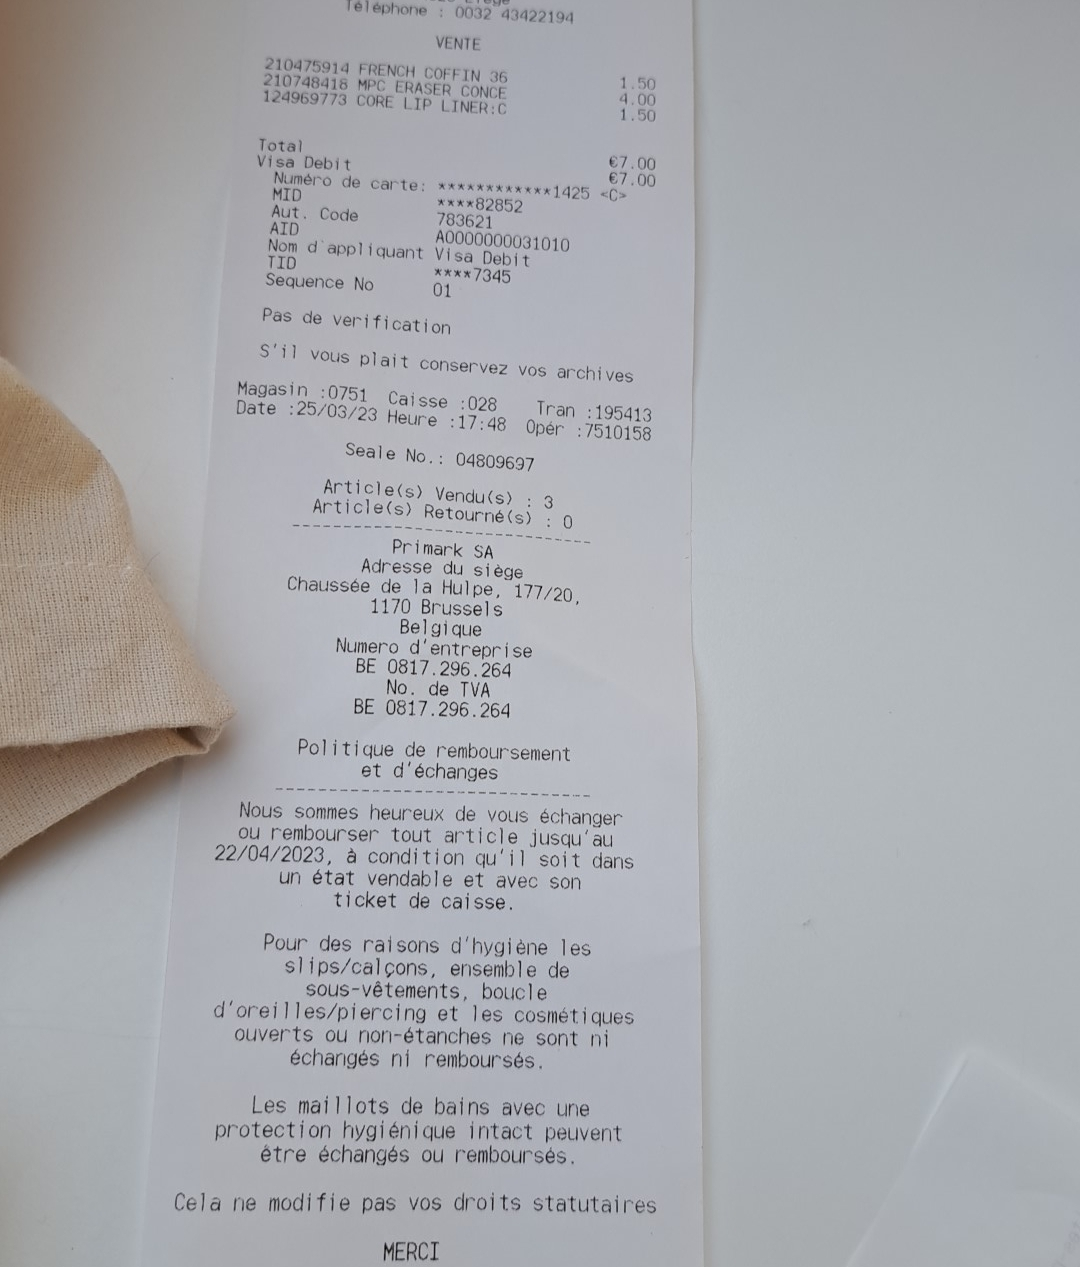 Téléphone : 0032 43422194
VENTE
210475914 FRENCH COFFIN 36 1.50
210748418 MPC ERASER CONCE 4.00
124969773 CORE LIP LINER:C 1.50
Total €7.00
Visa Debit €7.00
Numéro de carte: ************1425 <C>
MID ****82852
Aut. Code 783621
AID A0000000031010
Nom d'appliquant Visa Debit
TID ****7345
Sequence No 01
Pas de verification
S'il vous plait conservez vos archives
Magasin :0751 Caisse :028 Tran :195413
Date :25/03/23 Heure :17:48 Opér :7510158
Seale No.: 04809697
Article(s) Vendu(s) : 3
Article(s) Retourné(s) : 0
------------------------------
Primark SA
Adresse du siège
Chaussée de la Hulpe, 177/20,
1170 Brussels
Belgique
Numero d'entreprise
BE 0817.296.264
No. de TVA
BE 0817.296.264
Politique de remboursement
et d'échanges
------------------------------
Nous sommes heureux de vous échanger
ou rembourser tout article jusqu'au
22/04/2023, à condition qu'il soit dans
un état vendable et avec son
ticket de caisse.
Pour des raisons d'hygiène les
slips/calçons, ensemble de
sous-vêtements, boucle
d'oreilles/piercing et les cosmétiques
ouverts ou non-étanches ne sont ni
échangés ni remboursés.
Les maillots de bains avec une
protection hygiénique intact peuvent
être échangés ou remboursés.
Cela ne modifie pas vos droits statutaires
MERCI